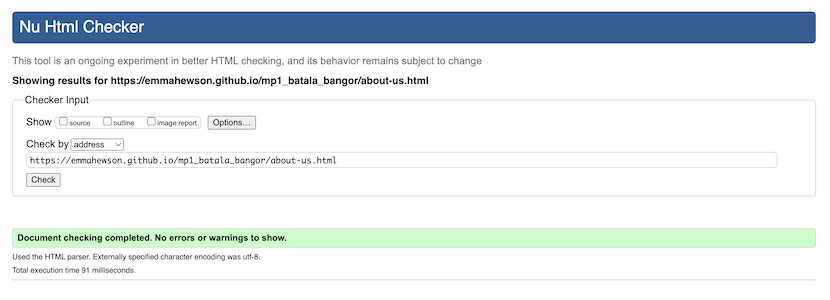 Nu Html Checker
This tool is an ongoing experiment in better HTML checking, and its behavior remains subject to change
Showing results for https://emmahewson.github.io/mp1_batala_bangor/about-us.html
Checker Input
Show source outline image report Options...
Check by address
https://emmahewson.github.io/mp1_batala_bangor/about-us.html
Check
Document checking completed. No errors or warnings to show.
Used the HTML parser. Externally specified character encoding was utf-8.
Total execution time 91 milliseconds.